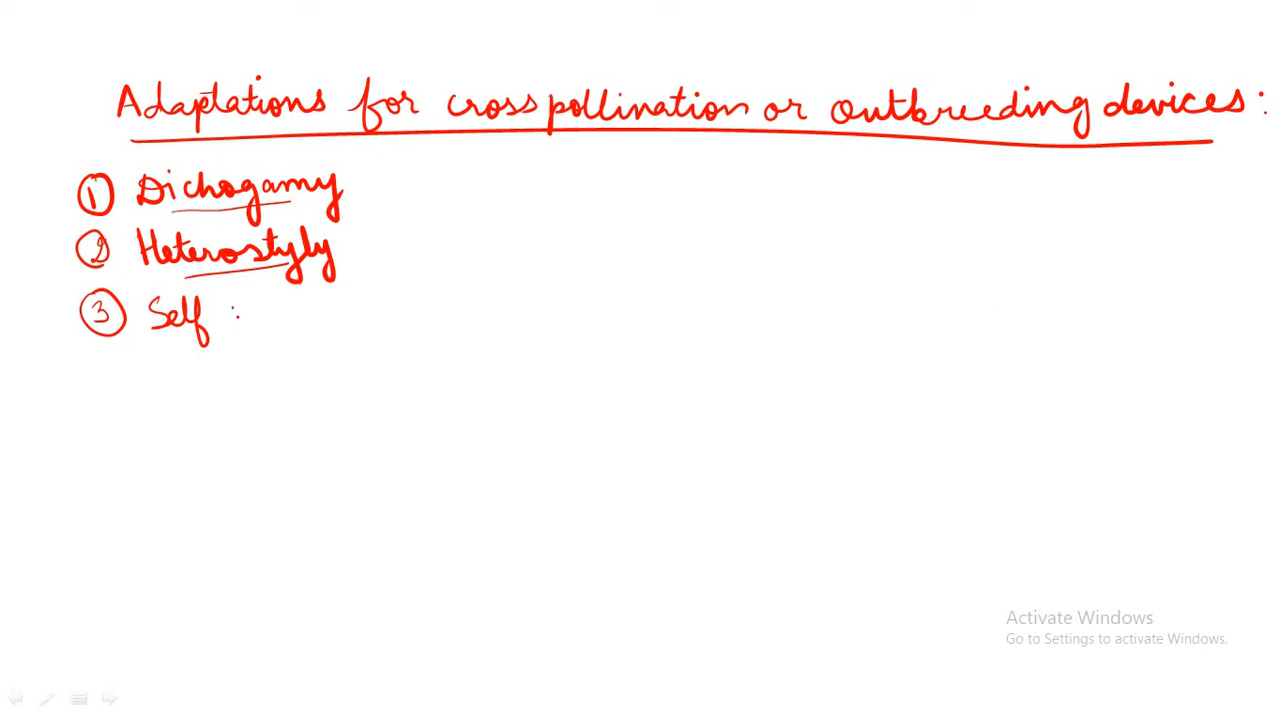 Adaptations for cross pollination or outbreeding devices:
① Dichogamy
② Heterostyly
③ Self :
Activate Windows
Go to Settings to activate Windows.